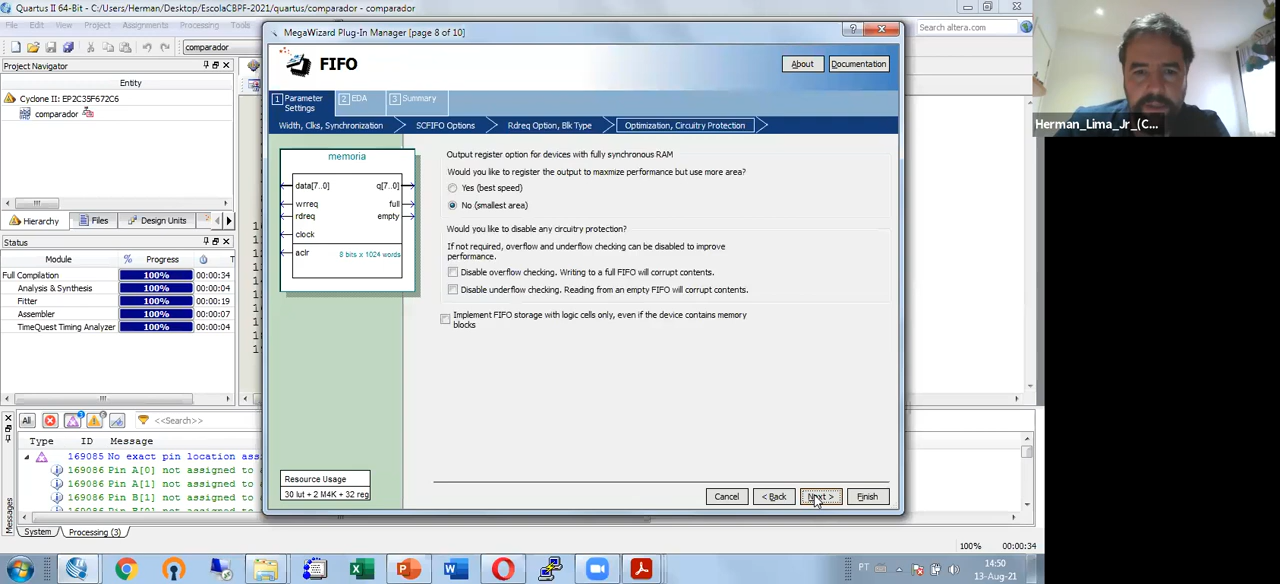 Quartus II 64-Bit - C:/Users/Herman/Desktop/EscolaCBPF-2021/quartus/comparador - comparador
File Edit View Project Assignments Processing Tools
Search altera.com
comparador
Project Navigator
Entity
Cyclone II: EP2C35F672C6
comparador
Hierarchy Files Design Units
Status
Module % Progress
Full Compilation 100% 00:00:34
Analysis & Synthesis 100% 00:00:04
Fitter 100% 00:00:19
Assembler 100% 00:00:07
TimeQuest Timing Analyzer 100% 00:00:04
MegaWizard Plug-In Manager [page 8 of 10]
FIFO
About Documentation
1 Parameter Settings
2 EDA
3 Summary
Width, Clks, Synchronization
SCFIFO Options
Rdreq Option, Blk Type
Optimization, Circuitry Protection
memoria
data[7..0] q[7..0]
wrreq full
rdreq empty
clock
aclr 8 bits x 1024 words
Output register option for devices with fully synchronous RAM
Would you like to register the output to maximize performance but use more area?
Yes (best speed)
No (smallest area)
Would you like to disable any circuitry protection?
If not required, overflow and underflow checking can be disabled to improve
performance.
Disable overflow checking. Writing to a full FIFO will corrupt contents.
Disable underflow checking. Reading from an empty FIFO will corrupt contents.
Implement FIFO storage with logic cells only, even if the device contains memory
blocks
Resource Usage
30 lut + 2 M4K + 32 reg
Cancel < Back Next > Finish
All <<Search>>
Type ID Message
169085 No exact pin location
169086 Pin A[0] not assigned to
169086 Pin A[1] not assigned to
169086 Pin B[1] not assigned to
Messages
System Processing (3)
100% 00:00:34
PT
14:50
13-Aug-21
Herman_Lima_Jr_(C...